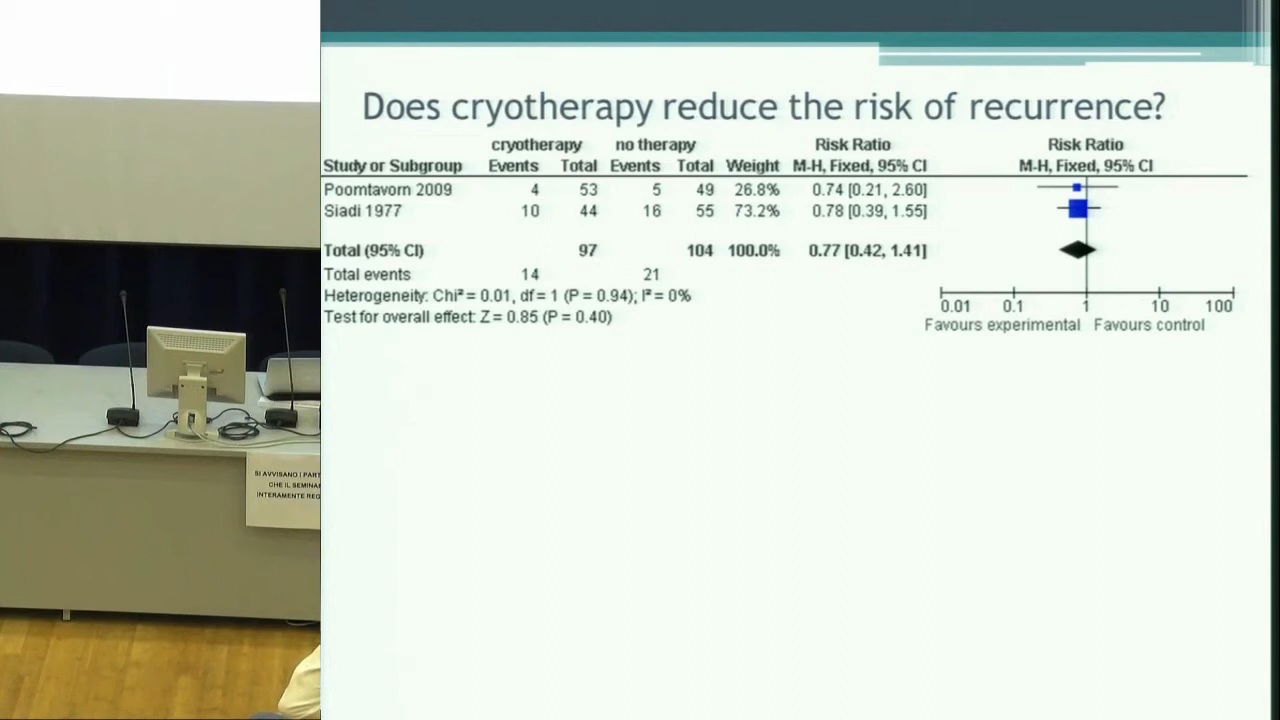 Does cryotherapy reduce the risk of recurrence?
cryotherapy no therapy Risk Ratio Risk Ratio
Study or Subgroup Events Total Events Total Weight M-H, Fixed, 95% CI M-H, Fixed, 95% CI
Poomtavorn 2009 4 53 5 49 26.8% 0.74 [0.21, 2.60]
Siadi 1977 10 44 16 55 73.2% 0.78 [0.39, 1.55]
Total (95% CI) 97 104 100.0% 0.77 [0.42, 1.41]
Total events 14 21
Heterogeneity: Chi² = 0.01, df = 1 (P = 0.94); I² = 0%
Test for overall effect: Z = 0.85 (P = 0.40)
0.01 0.1 1 10 100
Favours experimental Favours control
SI AVVISANO I PART
CHE IL SEMINA
INTERAMENTE REG